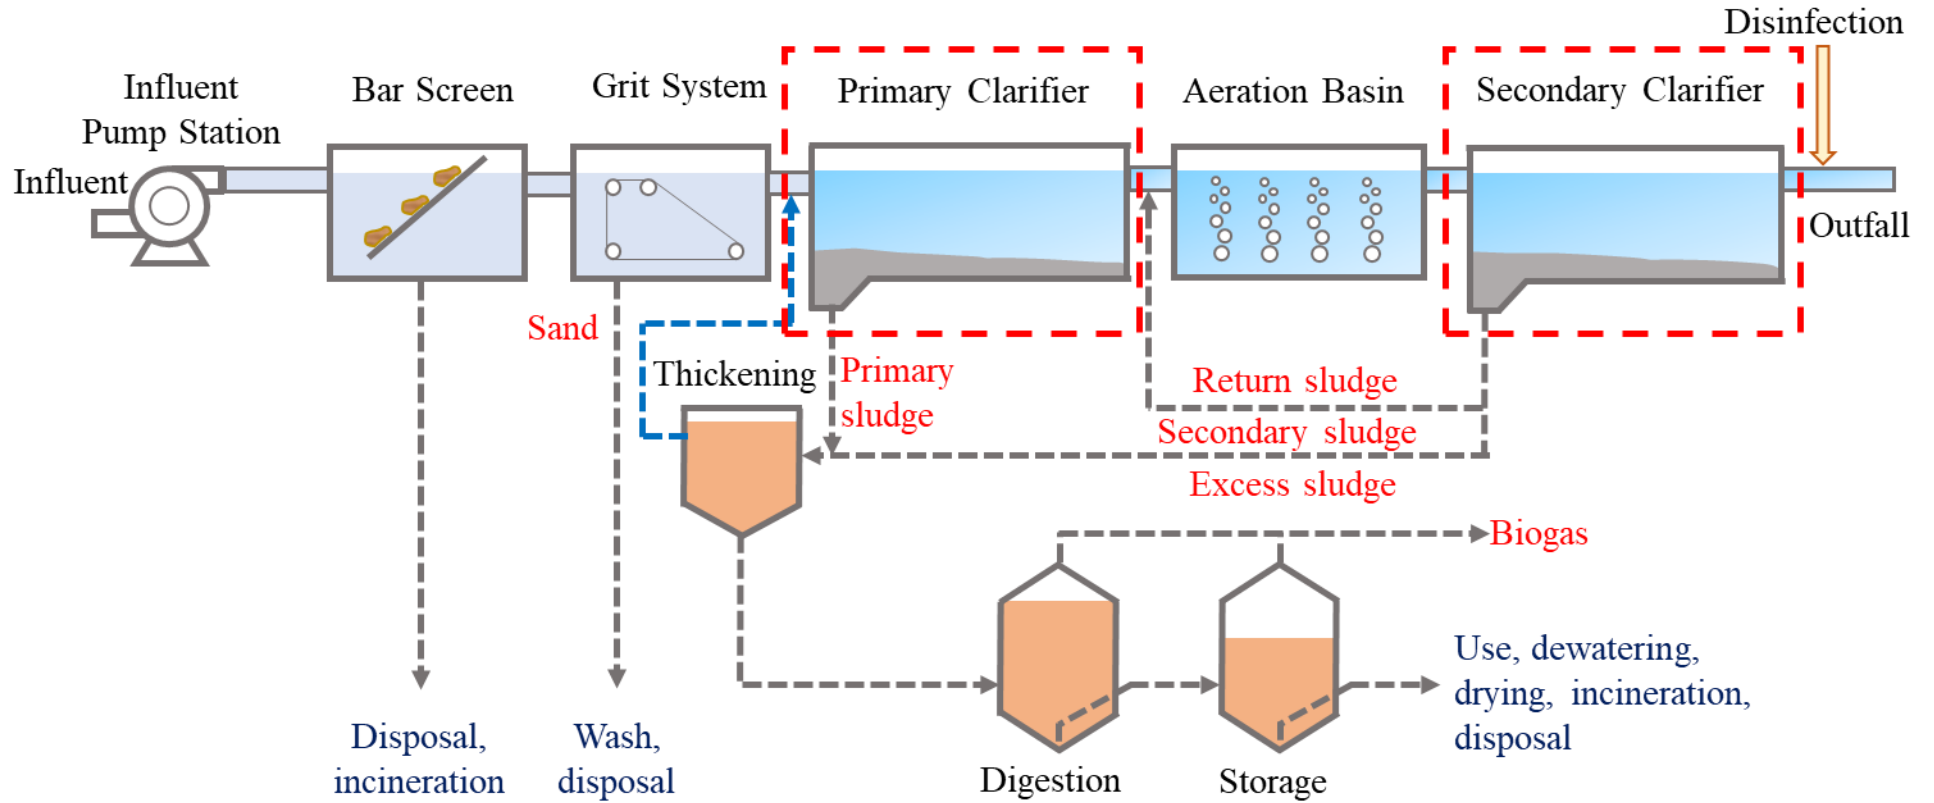 Disinfection
Influent
Pump Station
Bar Screen
Grit System
Primary Clarifier
Aeration Basin
Secondary Clarifier
Influent
Outfall
Sand
Thickening
Primary
sludge
Return sludge
Secondary sludge
Excess sludge
Biogas
Use, dewatering,
drying, incineration,
disposal
Disposal,
incineration
Wash,
disposal
Digestion
Storage